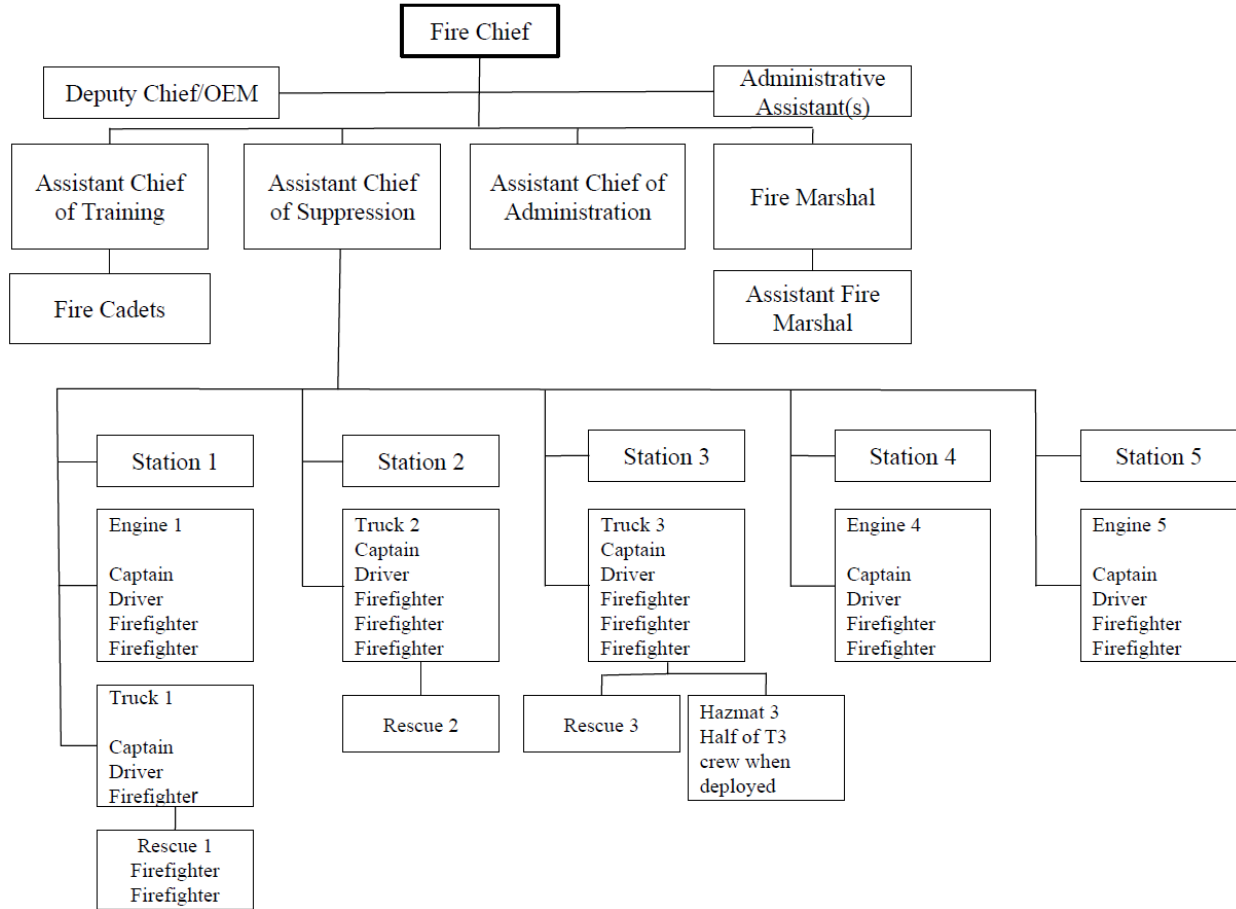 Fire Chief
Deputy Chief/OEM
Administrative
Assistant(s)
Assistant Chief
of Training
Assistant Chief
of Suppression
Assistant Chief of
Administration
Fire Marshal
Fire Cadets
Assistant Fire
Marshal
Station 1
Station 2
Station 3
Station 4
Station 5
Engine 1
Captain
Driver
Firefighter
Firefighter
Truck 2
Captain
Driver
Firefighter
Firefighter
Firefighter
Truck 3
Captain
Driver
Firefighter
Firefighter
Firefighter
Engine 4
Captain
Driver
Firefighter
Firefighter
Engine 5
Captain
Driver
Firefighter
Firefighter
Truck 1
Captain
Driver
Firefighter
Rescue 2
Rescue 3
Hazmat 3
Half of T3
crew when
deployed
Rescue 1
Firefighter
Firefighter